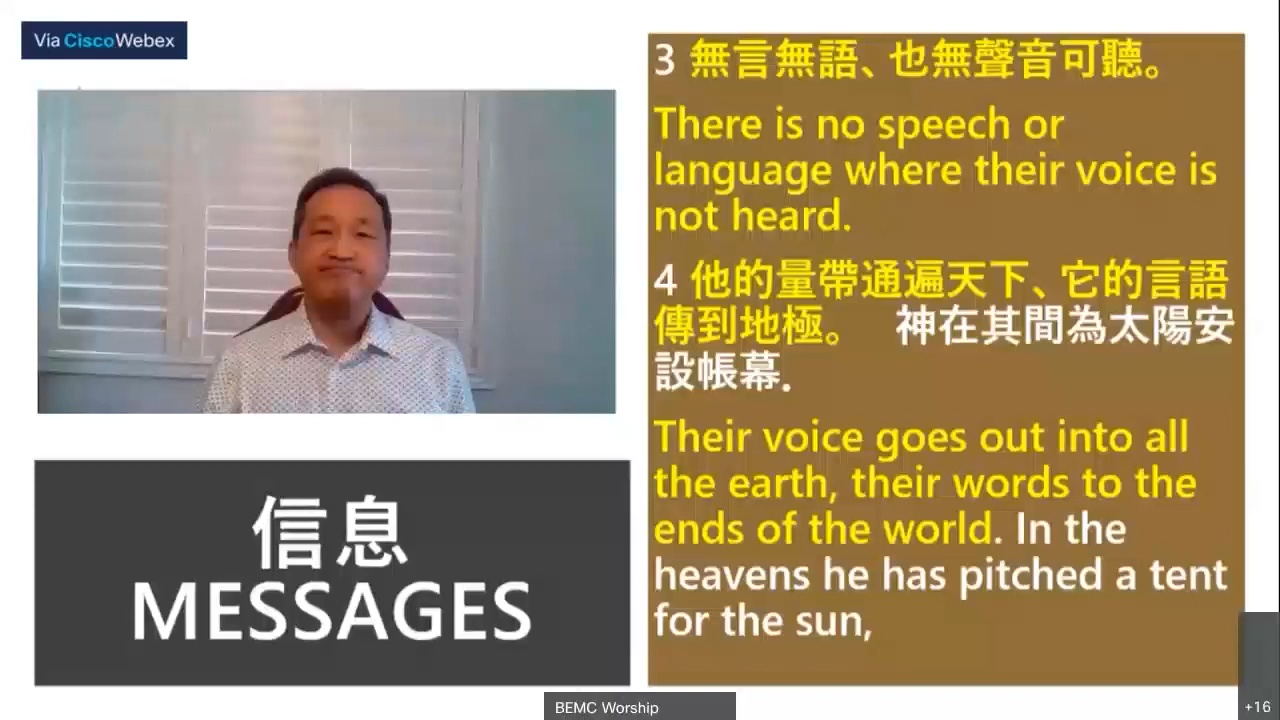 Via Cisco Webex
3 無言無語、也無聲音可聽。
There is no speech or
language where their voice is
not heard.
4 他的量帶通遍天下、它的言語
傳到地極。 神在其間為太陽安
設帳幕.
Their voice goes out into all
the earth, their words to the
ends of the world. In the
heavens he has pitched a tent
for the sun,
信息
MESSAGES
BEMC Worship
+16